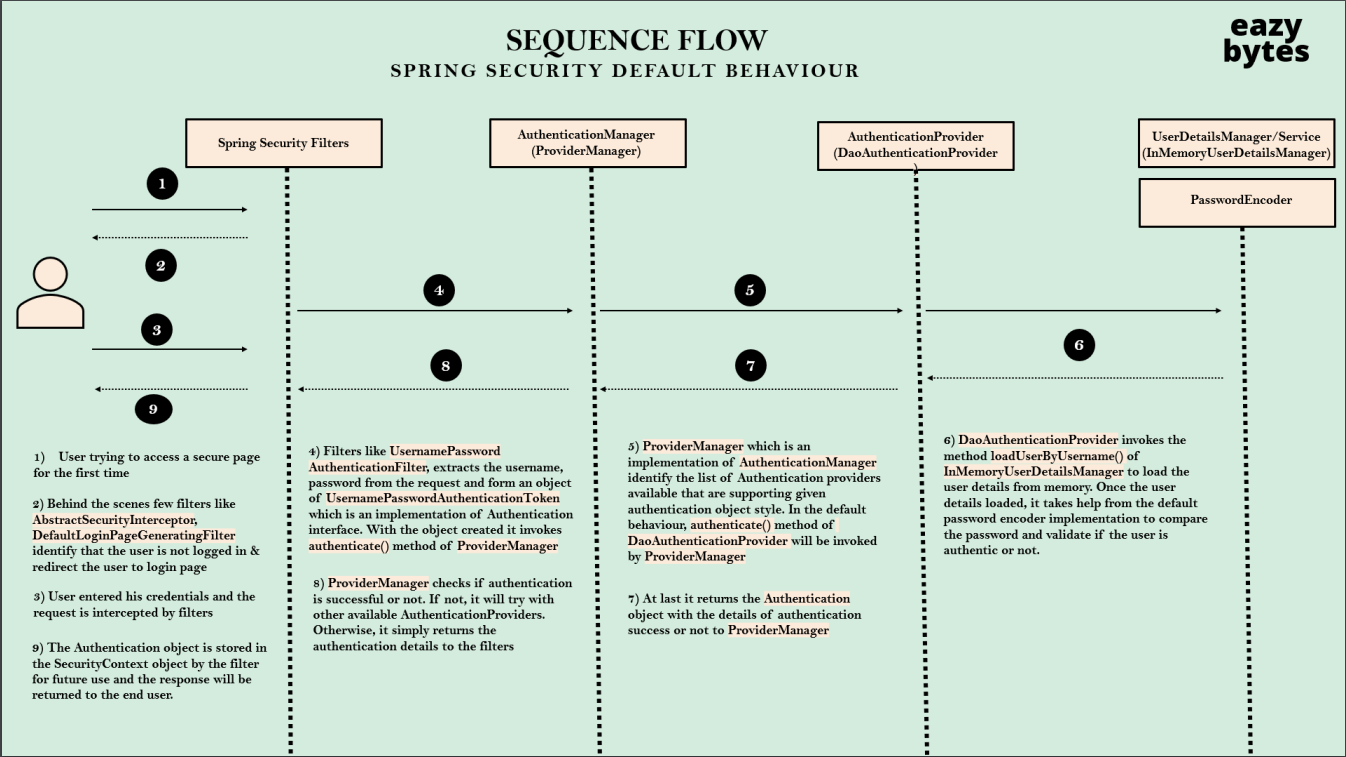 SEQUENCE FLOW
SPRING SECURITY DEFAULT BEHAVIOUR
eazy
bytes
Spring Security Filters
AuthenticationManager
(ProviderManager)
AuthenticationProvider
(DaoAuthenticationProvider
)
UserDetailsManager/Service
(InMemoryUserDetailsManager)
PasswordEncoder
1
2
3
9
4
8
5
7
6
1) User trying to access a secure page
for the first time
2) Behind the scenes few filters like
AbstractSecurityInterceptor,
DefaultLoginPageGeneratingFilter
identify that the user is not logged in &
redirect the user to login page
3) User entered his credentials and the
request is intercepted by filters
9) The Authentication object is stored in
the SecurityContext object by the filter
for future use and the response will be
returned to the end user.
4) Filters like UsernamePassword
AuthenticationFilter, extracts the username,
password from the request and form an object
of UsernamePasswordAuthenticationToken
which is an implementation of Authentication
interface. With the object created it invokes
authenticate() method of ProviderManager
8) ProviderManager checks if authentication
is successful or not. If not, it will try with
other available AuthenticationProviders.
Otherwise, it simply returns the
authentication details to the filters
5) ProviderManager which is an
implementation of AuthenticationManager
identify the list of Authentication providers
available that are supporting given
authentication object style. In the default
behaviour, authenticate() method of
DaoAuthenticationProvider will be invoked
by ProviderManager
7) At last it returns the Authentication
object with the details of authentication
success or not to ProviderManager
6) DaoAuthenticationProvider invokes the
method loadUserByUsername() of
InMemoryUserDetailsManager to load the
user details from memory. Once the user
details loaded, it takes help from the default
password encoder implementation to compare
the password and validate if the user is
authentic or not.